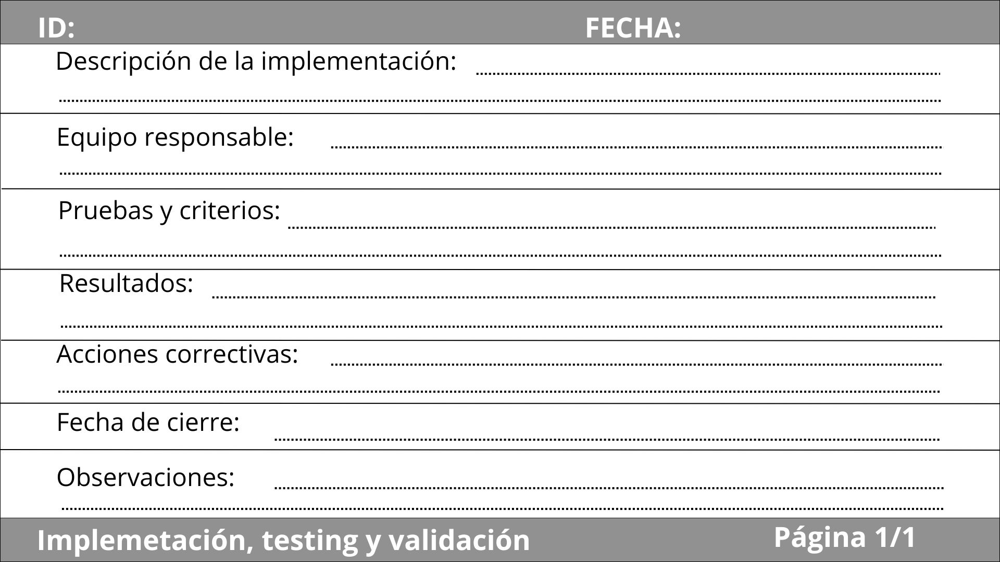 ID: FECHA:
Descripción de la implementación:
Equipo responsable:
Pruebas y criterios:
Resultados:
Acciones correctivas:
Fecha de cierre:
Observaciones:
Implemetación, testing y validación Página 1/1